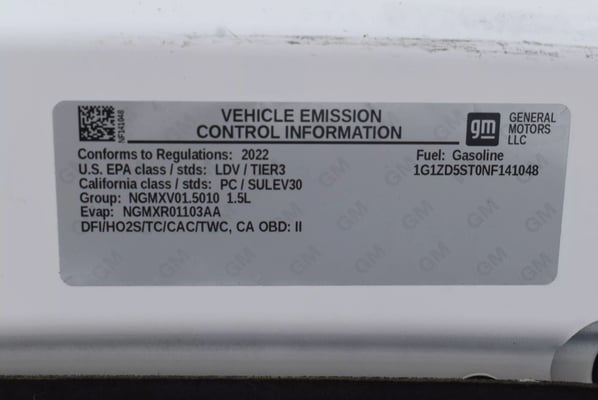 NF141048
VEHICLE EMISSION
CONTROL INFORMATION
gm
GENERAL
MOTORS
LLC
Conforms to Regulations: 2022
Fuel: Gasoline
U.S. EPA class / stds: LDV / TIER3
1G1ZD5ST0NF141048
California class / stds: PC / SULEV30
Group: NGMXV01.5010 1.5L
Evap: NGMXR01103AA
DFI/HO2S/TC/CAC/TWC, CA OBD: II